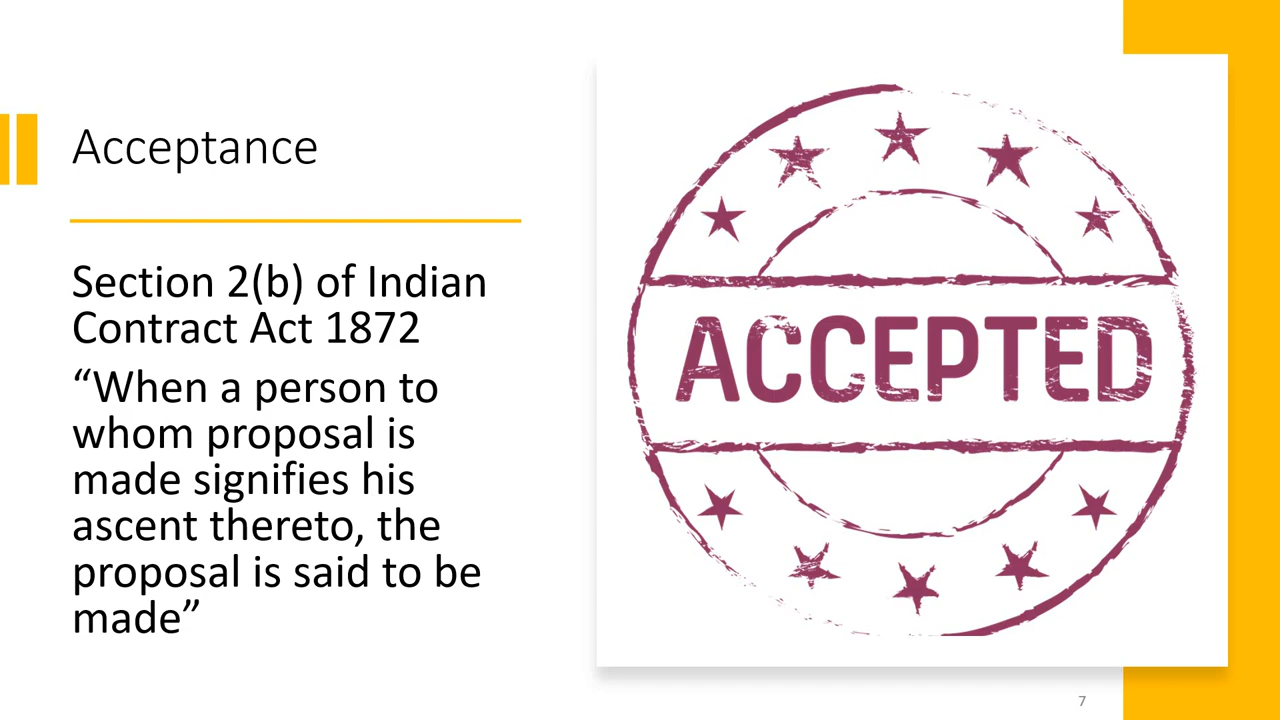 Acceptance
Section 2(b) of Indian
Contract Act 1872
“When a person to
whom proposal is
made signifies his
ascent thereto, the
proposal is said to be
made”
ACCEPTED
7